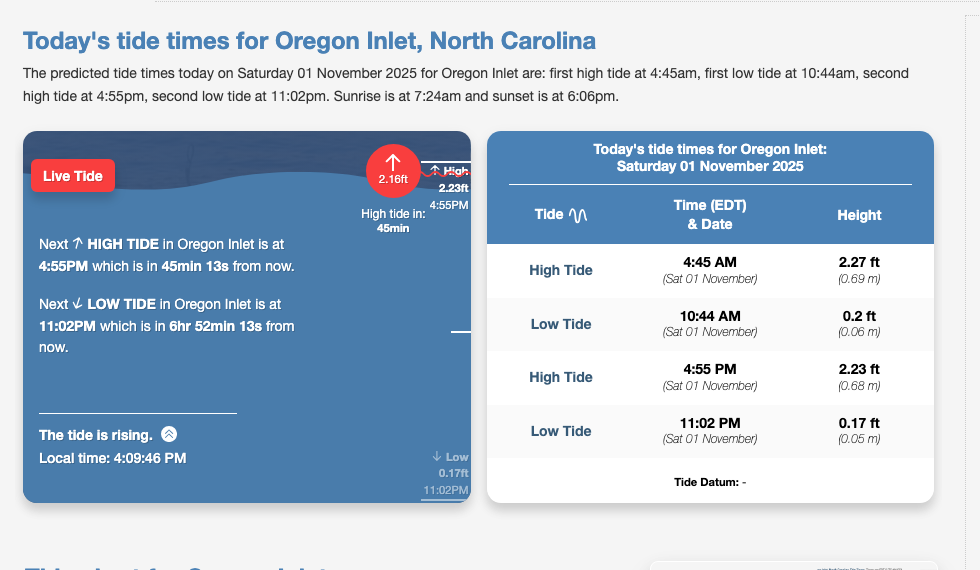 Today's tide times for Oregon Inlet, North Carolina
The predicted tide times today on Saturday 01 November 2025 for Oregon Inlet are: first high tide at 4:45am, first low tide at 10:44am, second
high tide at 4:55pm, second low tide at 11:02pm. Sunrise is at 7:24am and sunset is at 6:06pm.
Live Tide
2.16ft
↑ High
2.23ft
4:55PM
High tide in:
45min
Next ↑ HIGH TIDE in Oregon Inlet is at
4:55PM which is in 45min 13s from now.
Next ↓ LOW TIDE in Oregon Inlet is at
11:02PM which is in 6hr 52min 13s from
now.
The tide is rising.
Local time: 4:09:46 PM
↓ Low
0.17ft
11:02PM
Today's tide times for Oregon Inlet:
Saturday 01 November 2025
Tide Time (EDT) & Date Height
High Tide 4:45 AM 2.27 ft
(Sat 01 November) (0.69 m)
Low Tide 10:44 AM 0.2 ft
(Sat 01 November) (0.06 m)
High Tide 4:55 PM 2.23 ft
(Sat 01 November) (0.68 m)
Low Tide 11:02 PM 0.17 ft
(Sat 01 November) (0.05 m)
Tide Datum: -